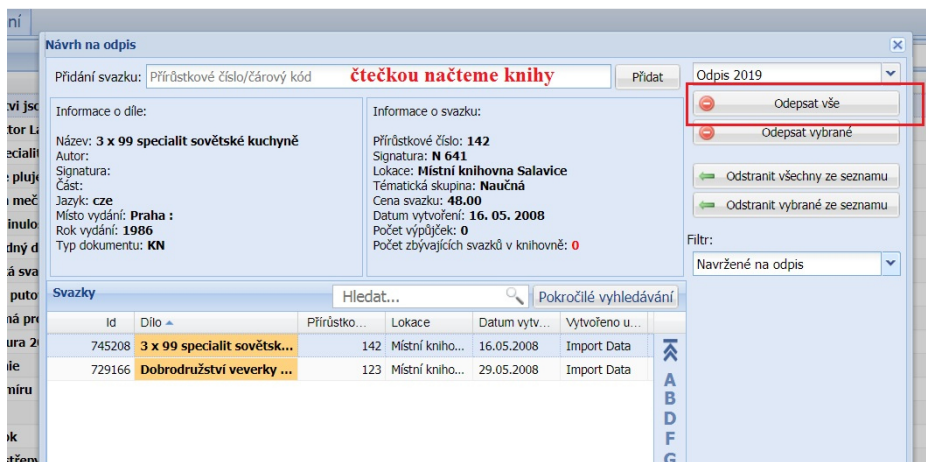 ní
Návrh na odpis
Přidání svazku: Přírůstkové číslo/čárový kód čtečkou načteme knihy Přidat
Odpis 2019
Odepsat vše
Odepsat vybrané
Odstranit všechny ze seznamu
Odstranit vybrané ze seznamu
Filtr:
Navržené na odpis
Informace o díle:
Název: 3 x 99 specialit sovětské kuchyně
Autor:
Signatura:
Část:
Jazyk: cze
Místo vydání: Praha :
Rok vydání: 1986
Typ dokumentu: KN
Informace o svazku:
Přírůstkové číslo: 142
Signatura: N 641
Lokace: Místní knihovna Salavice
Tématická skupina: Naučná
Cena svazku: 48.00
Datum vytvoření: 16. 05. 2008
Počet výpůjček: 0
Počet zbývajících svazků v knihovně: 0
Svazky Hledat... Pokročilé vyhledávání
Id Dílo Přírůstko... Lokace Datum vytv... Vytvořeno u...
745208 3 x 99 specialit sovětsk... 142 Místní kniho... 16.05.2008 Import Data
729166 Dobrodružství veverky ... 123 Místní kniho... 29.05.2008 Import Data
A
B
D
F
G